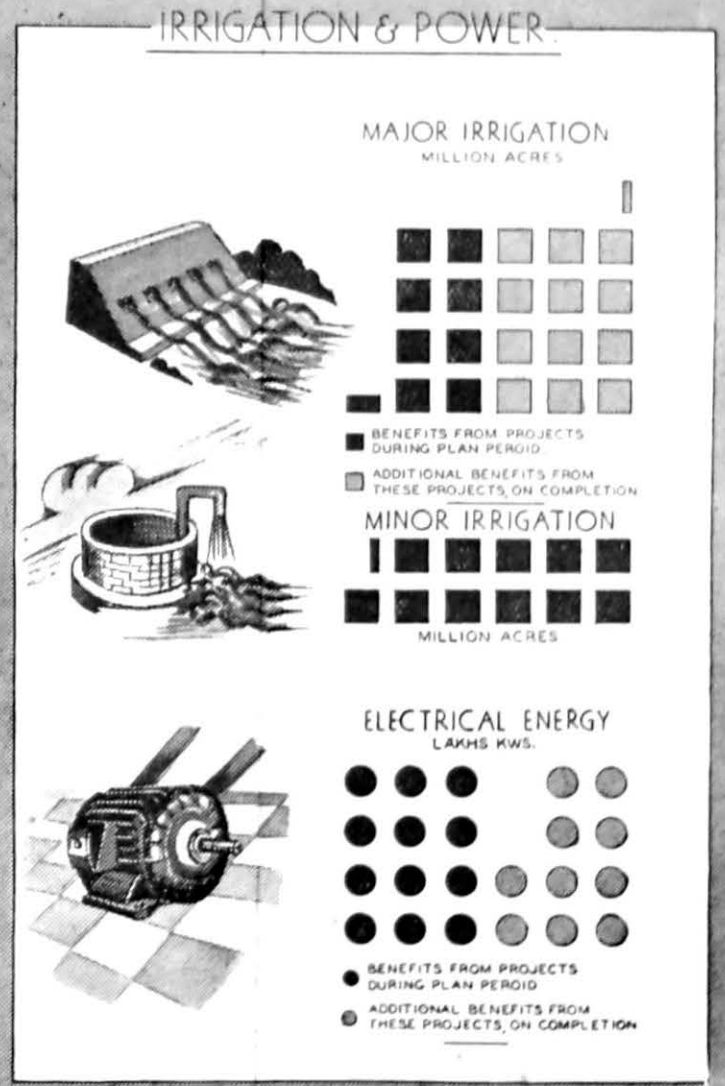 IRRIGATION & POWER
MAJOR IRRIGATION
MILLION ACRES
BENEFITS FROM PROJECTS
DURING PLAN PEROID
ADDITIONAL BENEFITS FROM
THESE PROJECTS, ON COMPLETION
MINOR IRRIGATION
MILLION ACRES
ELECTRICAL ENERGY
LAKHS KWS.
BENEFITS FROM PROJECTS
DURING PLAN PEROID
ADDITIONAL BENEFITS FROM
THESE PROJECTS, ON COMPLETION